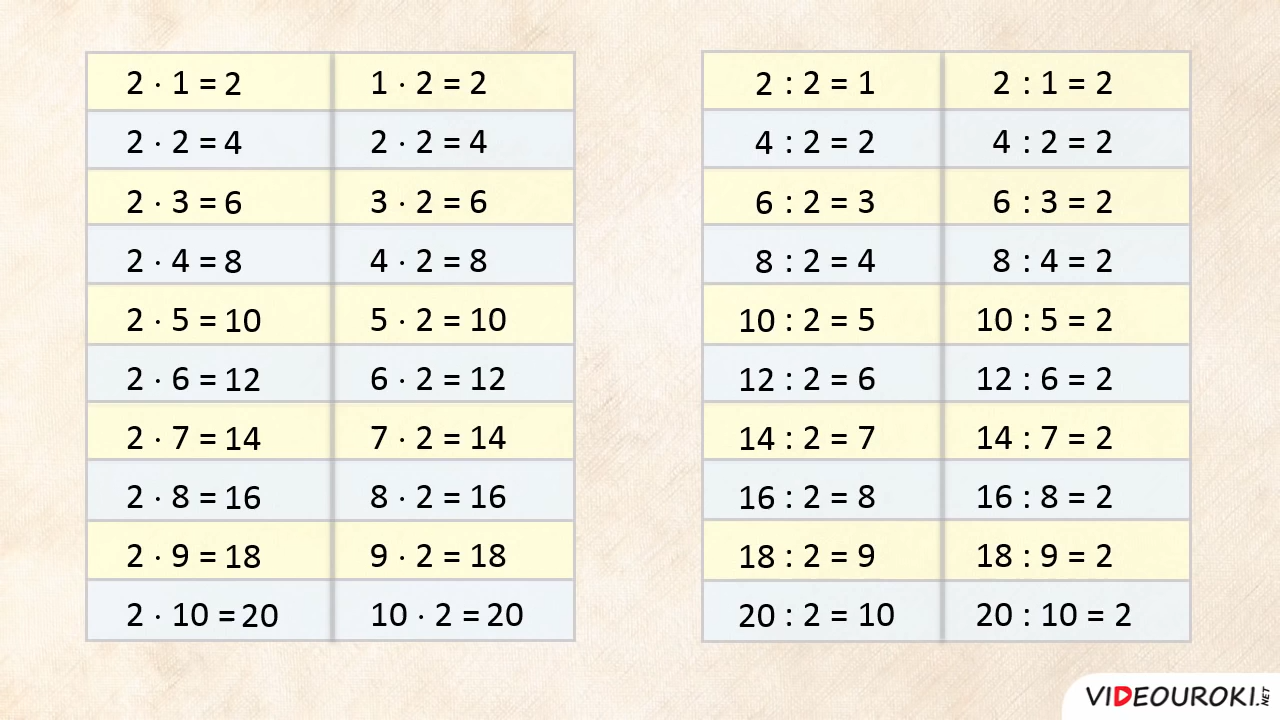 2 · 1 = 2 1 · 2 = 2 2 : 2 = 1 2 : 1 = 2
2 · 2 = 4 2 · 2 = 4 4 : 2 = 2 4 : 2 = 2
2 · 3 = 6 3 · 2 = 6 6 : 2 = 3 6 : 3 = 2
2 · 4 = 8 4 · 2 = 8 8 : 2 = 4 8 : 4 = 2
2 · 5 = 10 5 · 2 = 10 10 : 2 = 5 10 : 5 = 2
2 · 6 = 12 6 · 2 = 12 12 : 2 = 6 12 : 6 = 2
2 · 7 = 14 7 · 2 = 14 14 : 2 = 7 14 : 7 = 2
2 · 8 = 16 8 · 2 = 16 16 : 2 = 8 16 : 8 = 2
2 · 9 = 18 9 · 2 = 18 18 : 2 = 9 18 : 9 = 2
2 · 10 = 20 10 · 2 = 20 20 : 2 = 10 20 : 10 = 2
VIDEOUROKI.NET